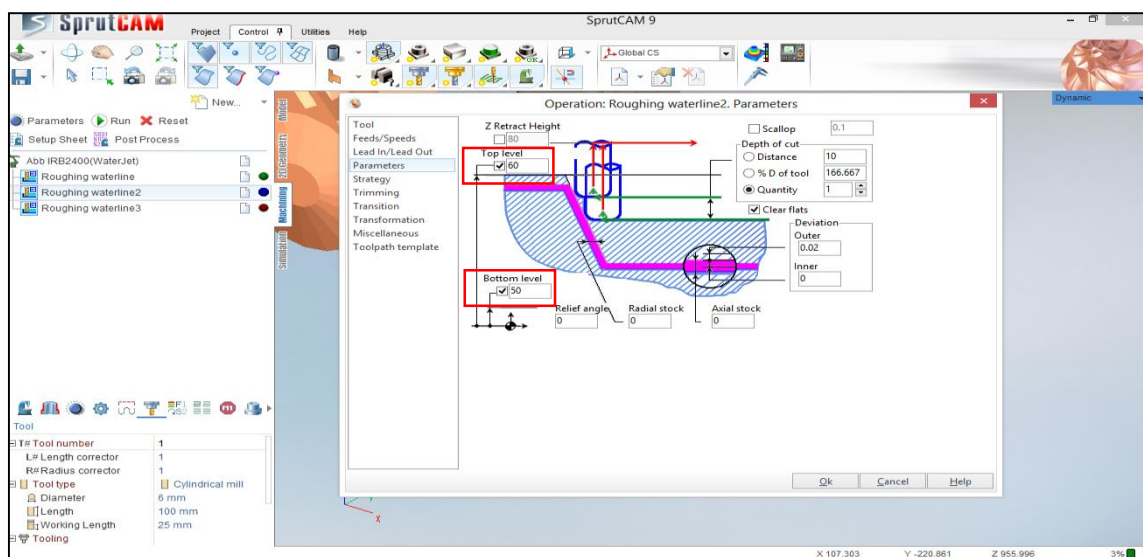 SprutCAM 9
SprutCAM
Project Control Utilities Help
Global CS
New...
Dynamic
Parameters Run Reset
Setup Sheet Post Process
Abb IRB2400(WaterJet)
Roughing waterline
Roughing waterline2
Roughing waterline3
Model
2D Geometry
Machining
Simulation
Operation: Roughing waterline2. Parameters
Tool
Feeds/Speeds
Lead In/Lead Out
Parameters
Strategy
Trimming
Transition
Transformation
Miscellaneous
Toolpath template
Z Retract Height
80
Top level
60
Bottom level
50
Relief angle Radial stock Axial stock
0 0 0
Scallop 0.1
Depth of cut
Distance 10
% D of tool 166.667
Quantity 1
Clear flats
Deviation
Outer
0.02
Inner
0
Ok Cancel Help
Tool
T# Tool number 1
L# Length corrector 1
R# Radius corrector 1
Tool type Cylindrical mill
Diameter 6 mm
Length 100 mm
Working Length 25 mm
Tooling
X
X 107.303 Y -220.861 Z 955.996 3%